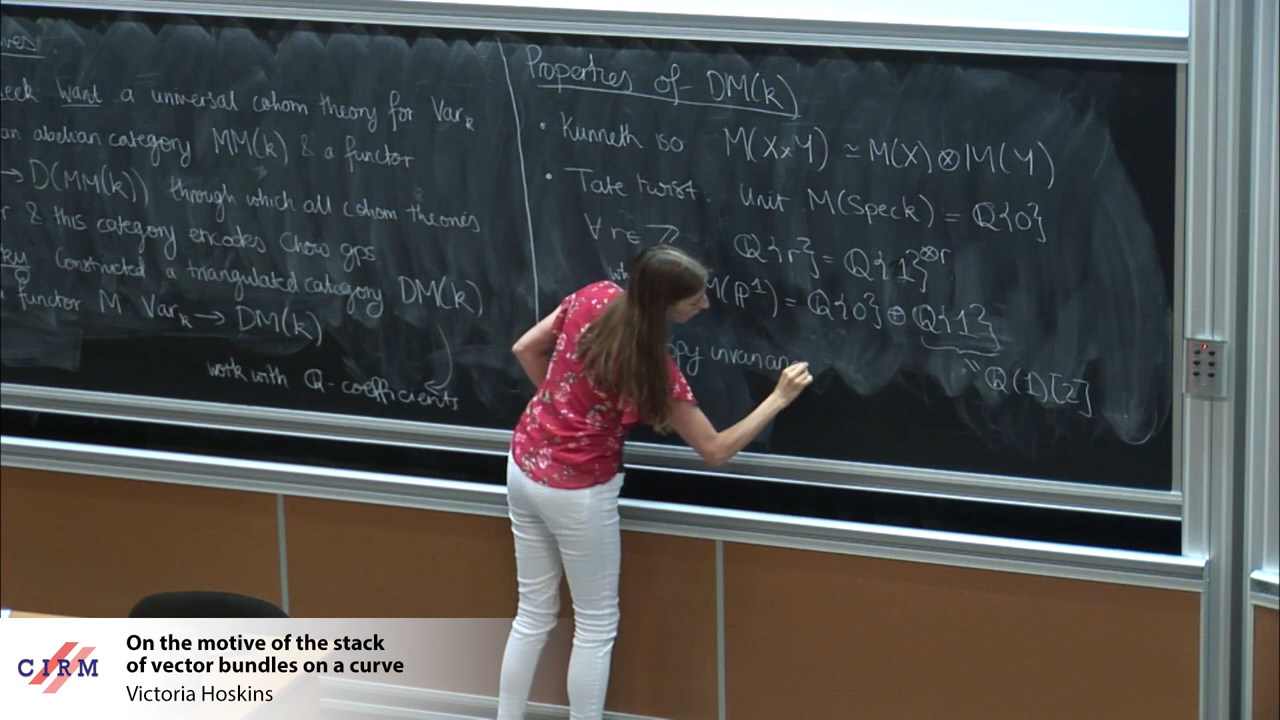 want a universal cohom theory for Var_k
an abelian category MM(k) & a functor
→ D(MM(k)) through which all cohom theories
& this category encodes Chow gps.
Constructed a triangulated category DM(k)
functor M: Var_k → DM(k)
work with Q-coefficients
Properties of DM(k)
• Kunneth iso M(X×Y) ≃ M(X)⊗M(Y)
• Tate twist. Unit M(Speck) = Q{0}
∀ r∈Z Q{r} = Q{1}^⊗r
M(P^1) = Q{0} ⊕ Q{1}
Q(1)[2]
CIRM
On the motive of the stack
of vector bundles on a curve
Victoria Hoskins